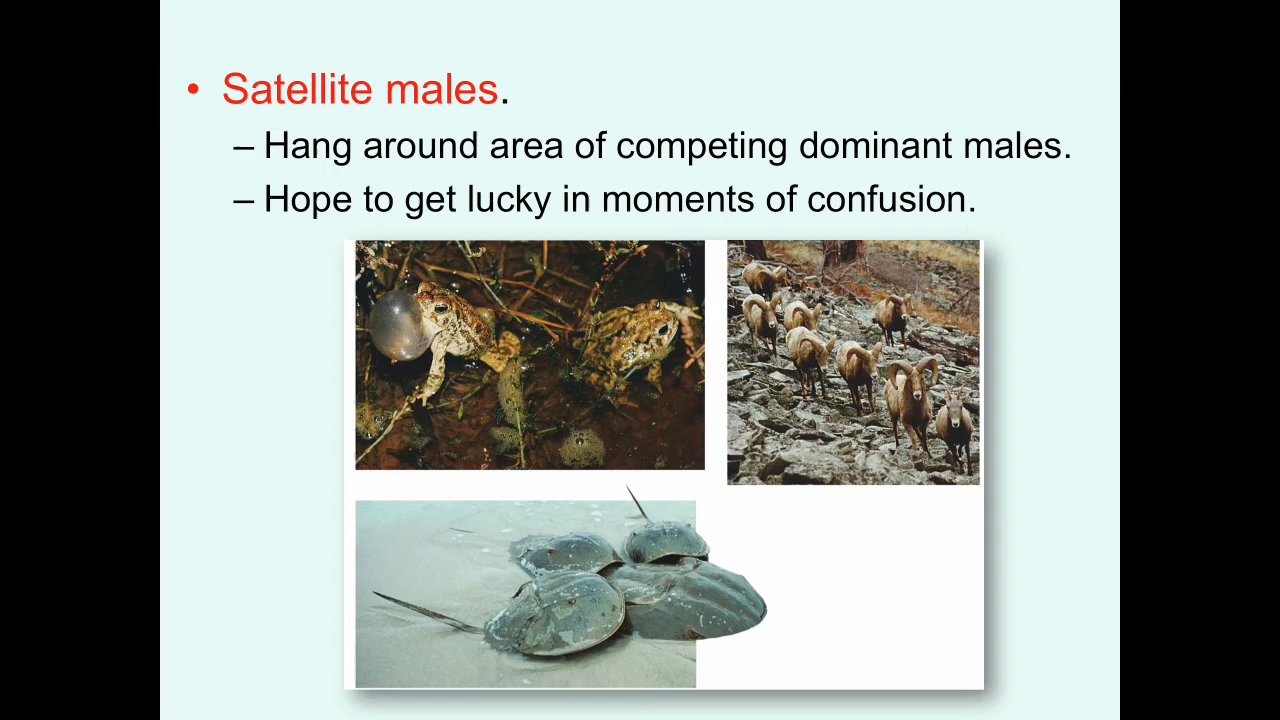 • Satellite males.
– Hang around area of competing dominant males.
– Hope to get lucky in moments of confusion.